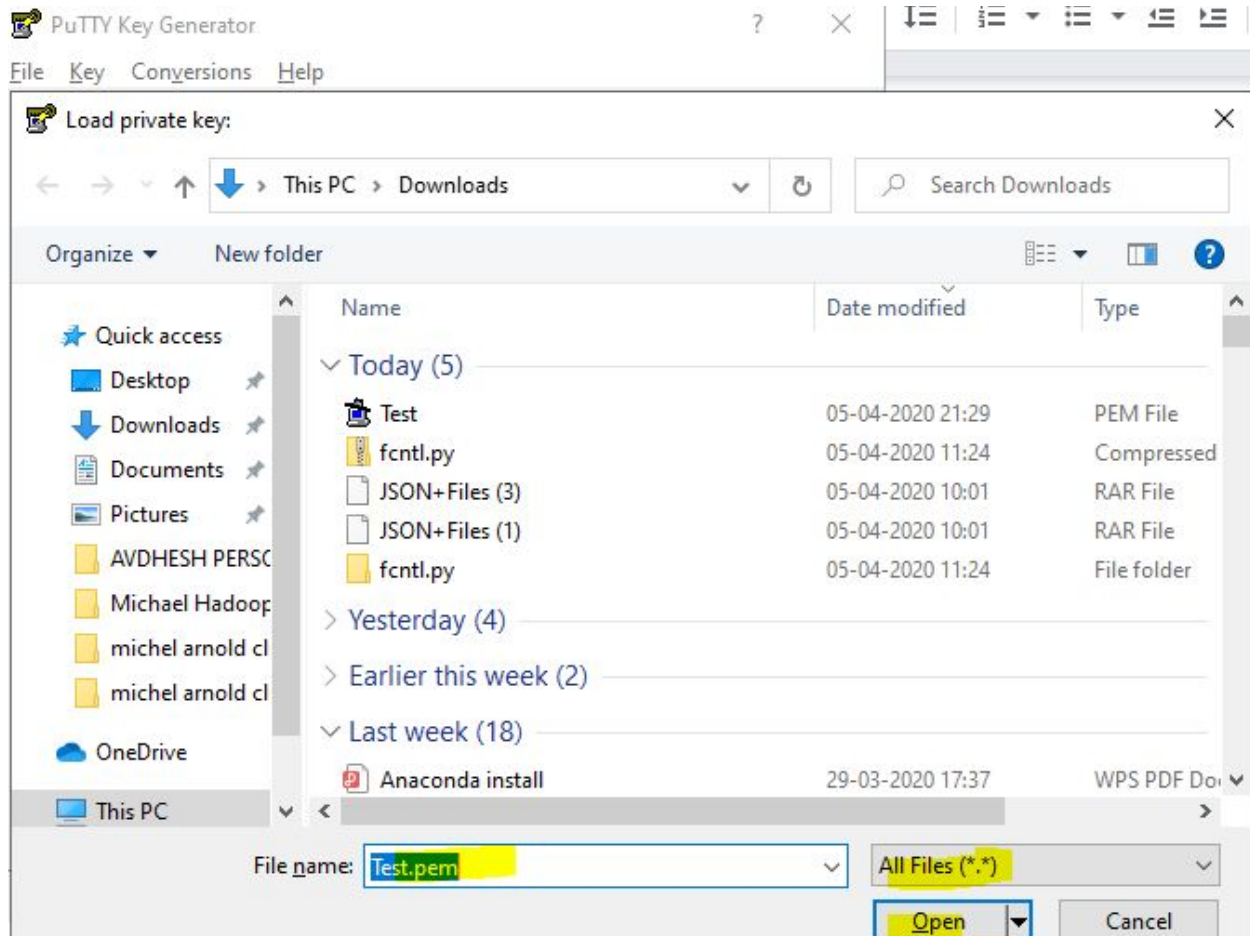 PuTTY Key Generator
?
File Key Conversions Help
Load private key:
This PC > Downloads
Search Downloads
Organize
New folder
Name
Date modified
Type
Quick access
Desktop
Downloads
Documents
Pictures
AVDHESH PERSO
Michael Hadoop
michel arnold cl
michel arnold cl
OneDrive
This PC
Today (5)
Test 05-04-2020 21:29 PEM File
fcntl.py 05-04-2020 11:24 Compressed
JSON+Files (3) 05-04-2020 10:01 RAR File
JSON+Files (1) 05-04-2020 10:01 RAR File
fcntl.py 05-04-2020 11:24 File folder
Yesterday (4)
Earlier this week (2)
Last week (18)
Anaconda install 29-03-2020 17:37 WPS PDF Do
File name: Test.pem
All Files (*.*)
Open
Cancel